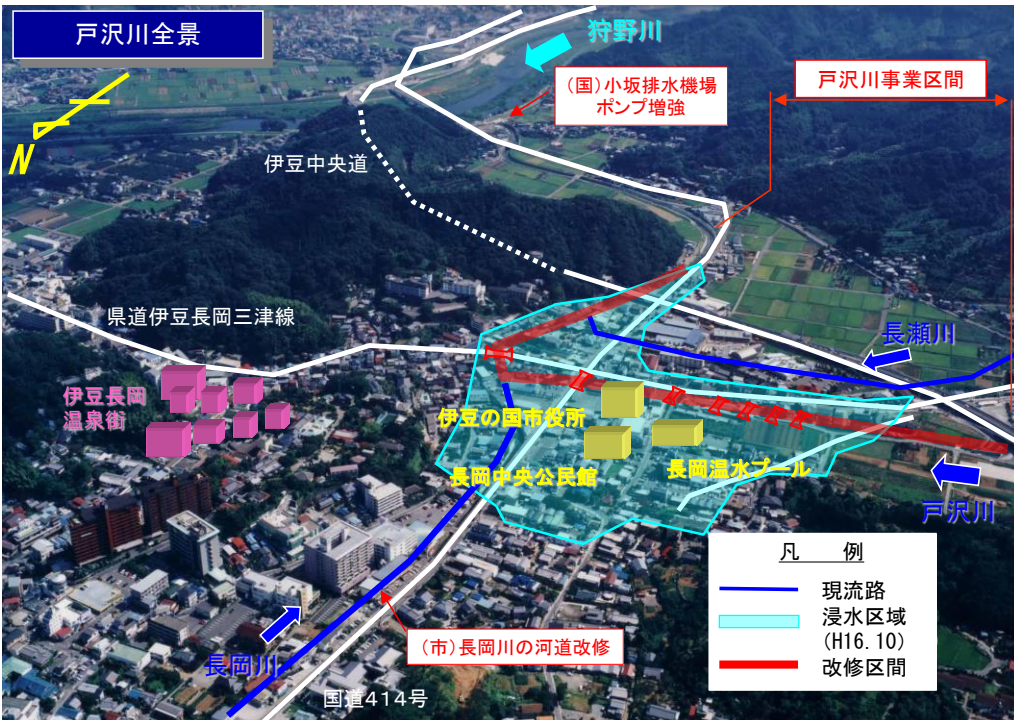 戸沢川全景
狩野川
(国)小坂排水機場
ポンプ増強
戸沢川事業区間
N
伊豆中央道
県道伊豆長岡三津線
長瀬川
伊豆長岡
温泉街
伊豆の国市役所
長岡中央公民館
長岡温水プール
戸沢川
凡　例
現流路
浸水区域
(H16.10)
改修区間
(市)長岡川の河道改修
長岡川
国道414号